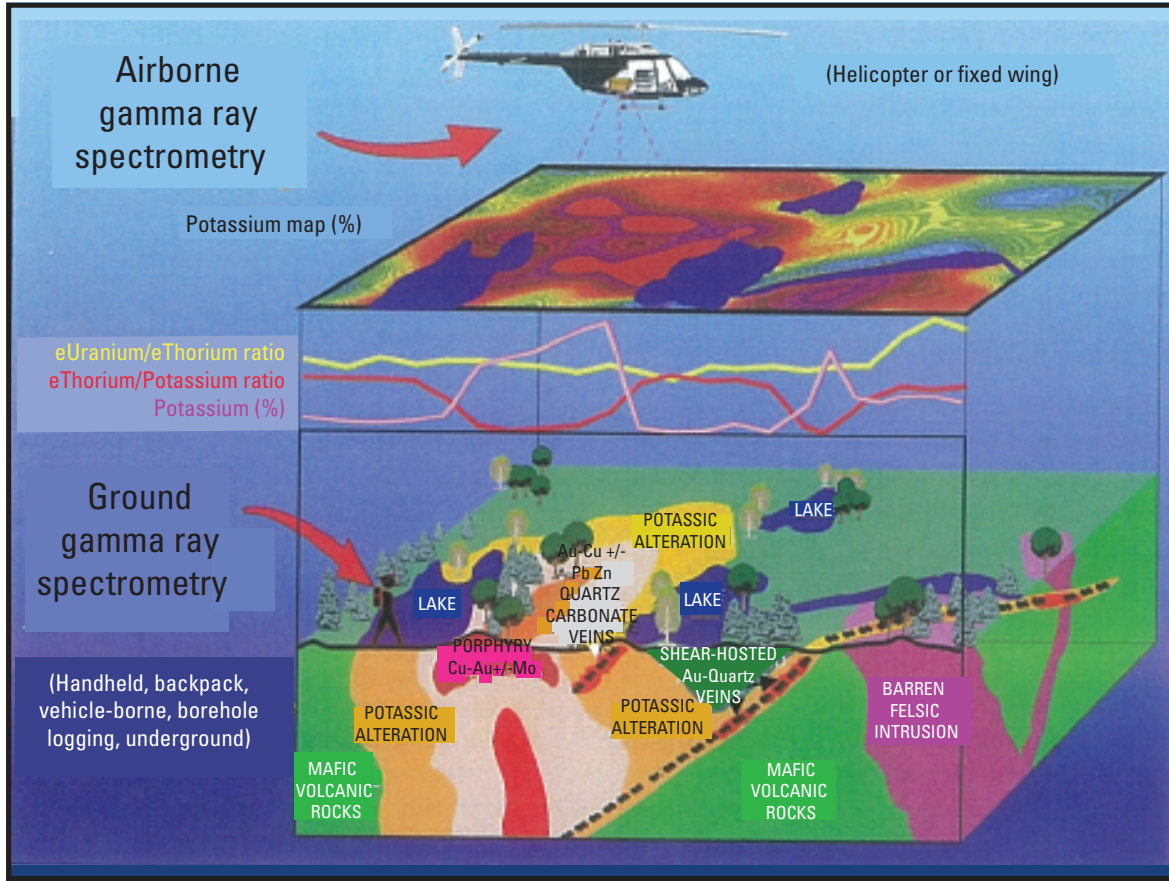 Airborne
gamma ray
spectrometry
(Helicopter or fixed wing)
Potassium map (%)
eUranium/eThorium ratio
eThorium/Potassium ratio
Potassium (%)
Ground
gamma ray
spectrometry
(Handheld, backpack,
vehicle-borne, borehole
logging, underground)
LAKE
POTASSIC
ALTERATION
Au-Cu +/-
Pb Zn
QUARTZ
CARBONATE
VEINS
LAKE
LAKE
PORPHYRY
Cu-Au+/-Mo
SHEAR-HOSTED
Au-Quartz
VEINS
POTASSIC
ALTERATION
POTASSIC
ALTERATION
BARREN
FELSIC
INTRUSION
MAFIC
VOLCANIC
ROCKS
MAFIC
VOLCANIC
ROCKS